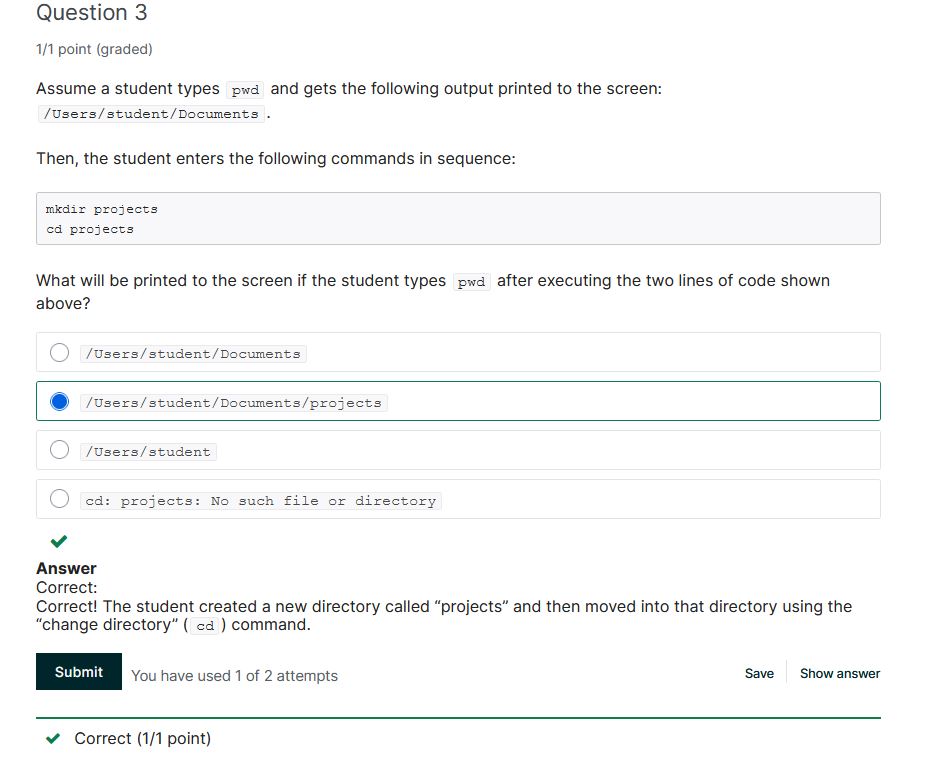 Question 3
1/1 point (graded)
Assume a student types pwd and gets the following output printed to the screen:
/Users/student/Documents .
Then, the student enters the following commands in sequence:
mkdir projects
cd projects
What will be printed to the screen if the student types pwd after executing the two lines of code shown
above?
/Users/student/Documents
/Users/student/Documents/projects
/Users/student
cd: projects: No such file or directory
Answer
Correct:
Correct! The student created a new directory called “projects” and then moved into that directory using the
“change directory” ( cd ) command.
Submit You have used 1 of 2 attempts Save Show answer
Correct (1/1 point)